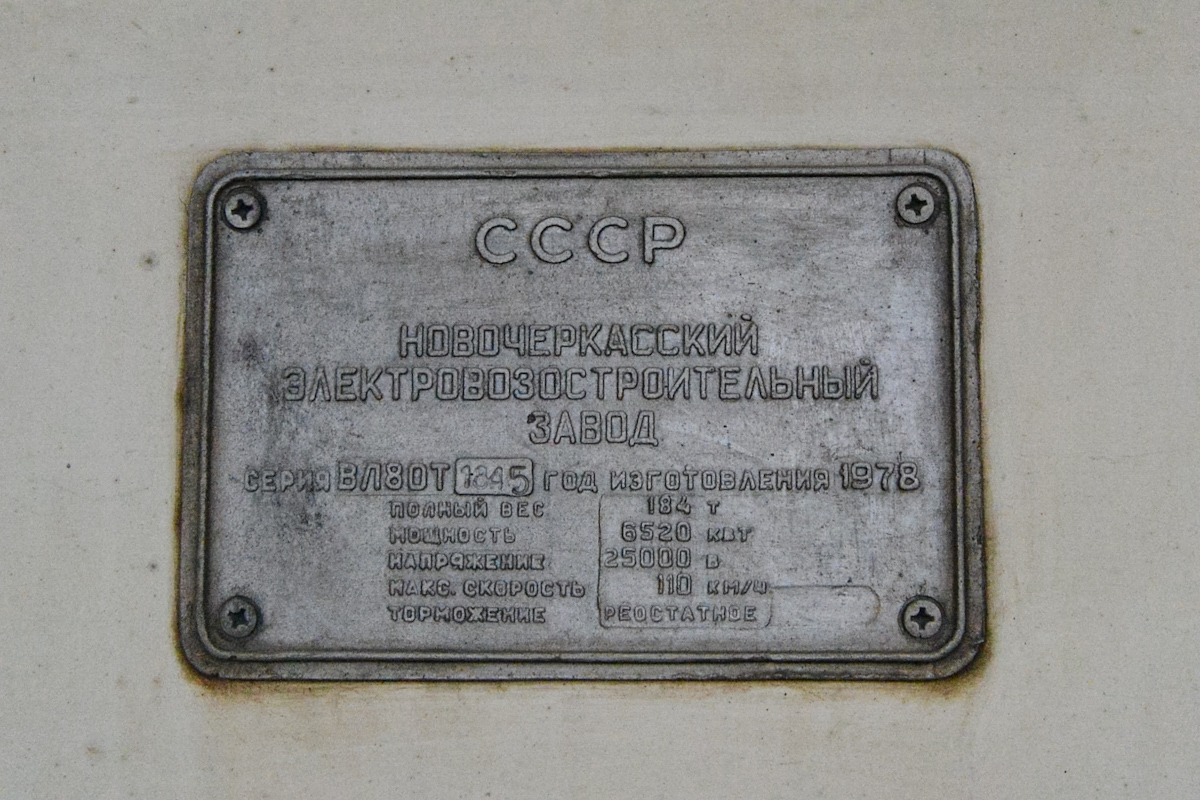 СССР
НОВОЧЕРКАССКИЙ
ЭЛЕКТРОВОЗОСТРОИТЕЛЬНЫЙ
ЗАВОД
СЕРИЯ ВЛ80Т 1845 ГОД ИЗГОТОВЛЕНИЯ 1978
ПОЛНЫЙ ВЕС 184 Т
МОЩНОСТЬ 6520 КВТ
НАПРЯЖЕНИЕ 25000 В
МАКС. СКОРОСТЬ 110 КМ/Ч
ТОРМОЖЕНИЕ РЕОСТАТНОЕ